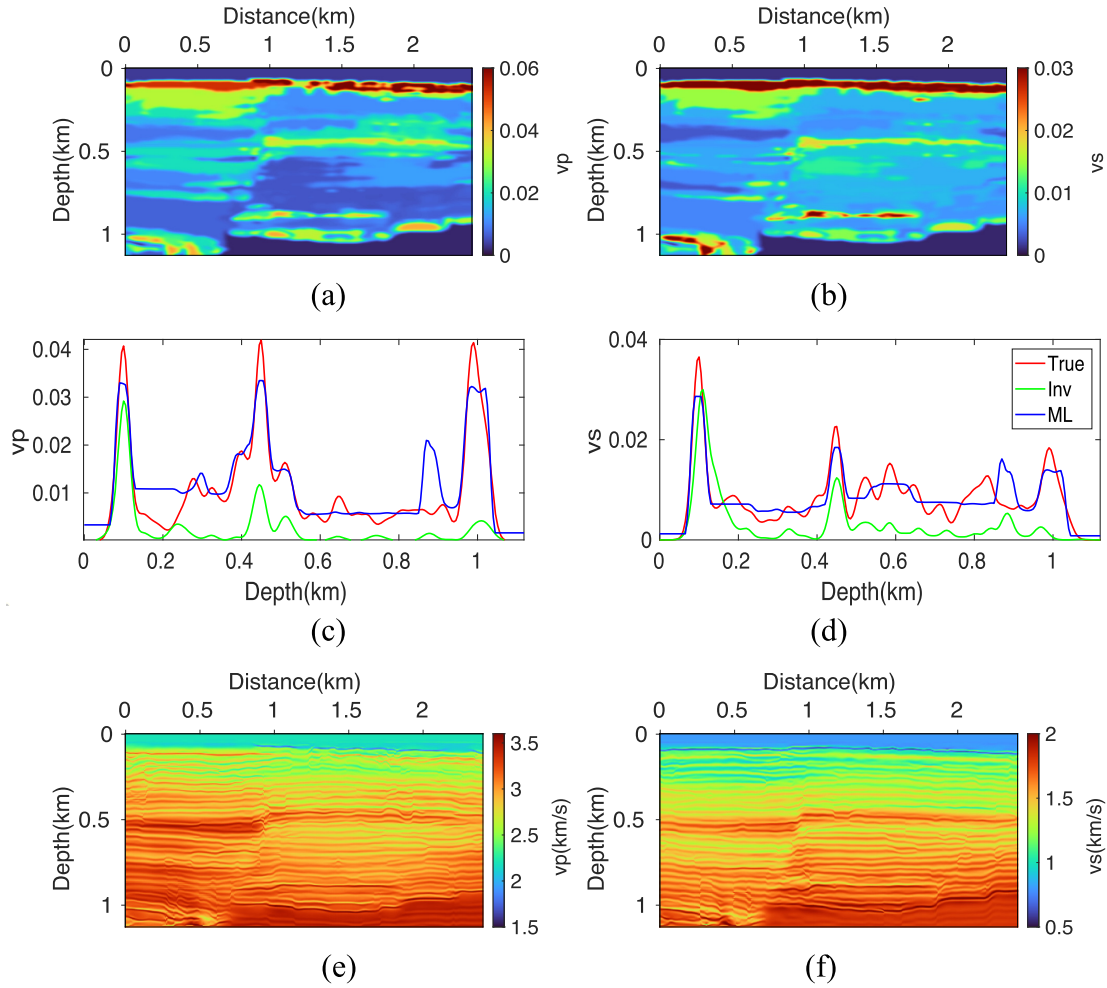 Distance(km) Distance(km)
0 0.5 1 1.5 2 0 0.5 1 1.5 2
0 0.06 0 0.03
0.04 0.02
Depth(km) 0.5 vp Depth(km) 0.5 vs
0.02 0.01
1 0 1 0
(a) (b)
0.04 0.04
True
Inv
ML
0.03
vp 0.02 vs 0.02
0.01
0
0 0.2 0.4 0.6 0.8 1 0 0.2 0.4 0.6 0.8 1
Depth(km) Depth(km)
(c) (d)
Distance(km) Distance(km)
0 0.5 1 1.5 2 0 0.5 1 1.5 2
0 3.5 0 2
3
1.5
Depth(km) 0.5 2.5 vp(km/s) Depth(km) 0.5 vs(km/s)
1
2
1 1.5 1 0.5
(e) (f)